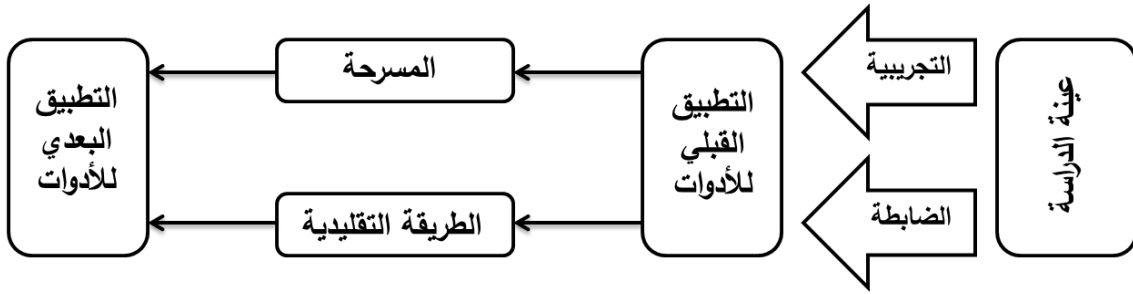 عينة الدراسة
التجريبية
الضابطة
التطبيق
القبلي
للأدوات
المسرحة
الطريقة التقليدية
التطبيق
البعدي
للأدوات